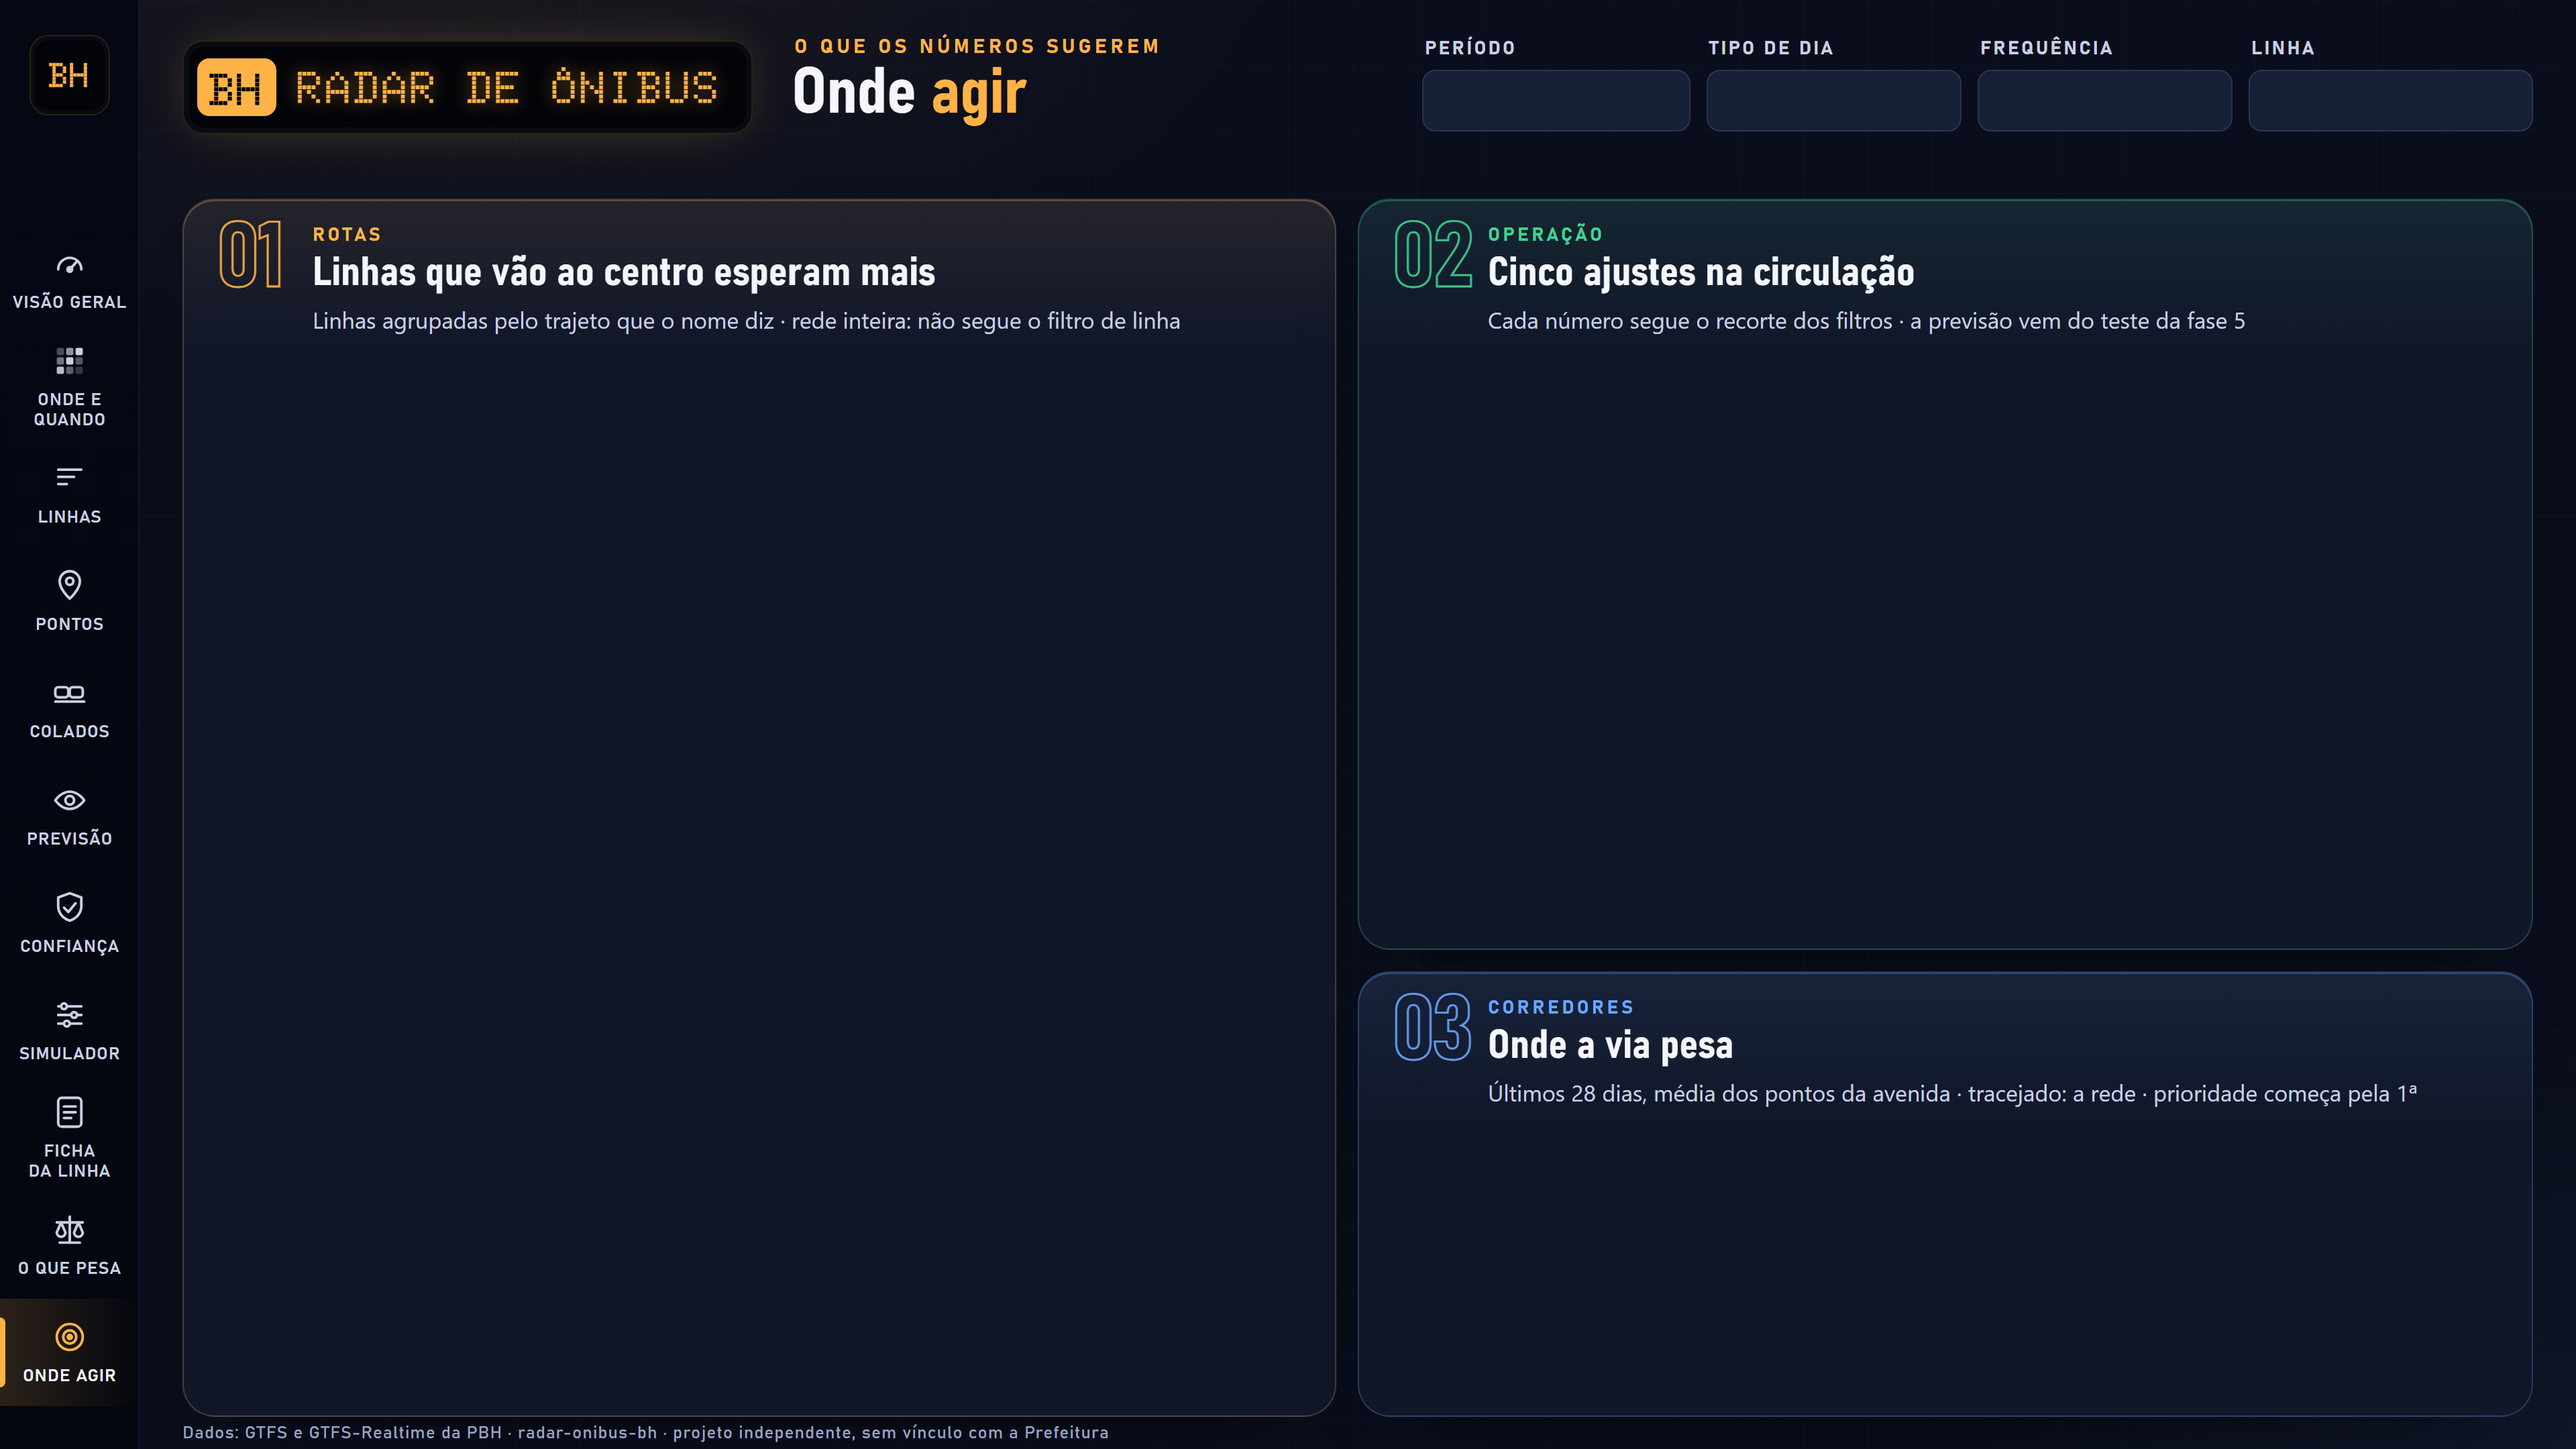 BH
VISÃO GERAL
ONDE E
QUANDO
LINHAS
PONTOS
COLADOS
PREVISÃO
CONFIANÇA
SIMULADOR
FICHA
DA LINHA
O QUE PESA
ONDE AGIR
BH RADAR DE ÔNIBUS
O QUE OS NÚMEROS SUGEREM
Onde agir
PERÍODO
TIPO DE DIA
FREQUÊNCIA
LINHA
01
ROTAS
Linhas que vão ao centro esperam mais
Linhas agrupadas pelo trajeto que o nome diz · rede inteira: não segue o filtro de linha
02
OPERAÇÃO
Cinco ajustes na circulação
Cada número segue o recorte dos filtros · a previsão vem do teste da fase 5
03
CORREDORES
Onde a via pesa
Últimos 28 dias, média dos pontos da avenida · tracejado: a rede · prioridade começa pela 1ª
Dados: GTFS e GTFS-Realtime da PBH · radar-onibus-bh · projeto independente, sem vínculo com a Prefeitura